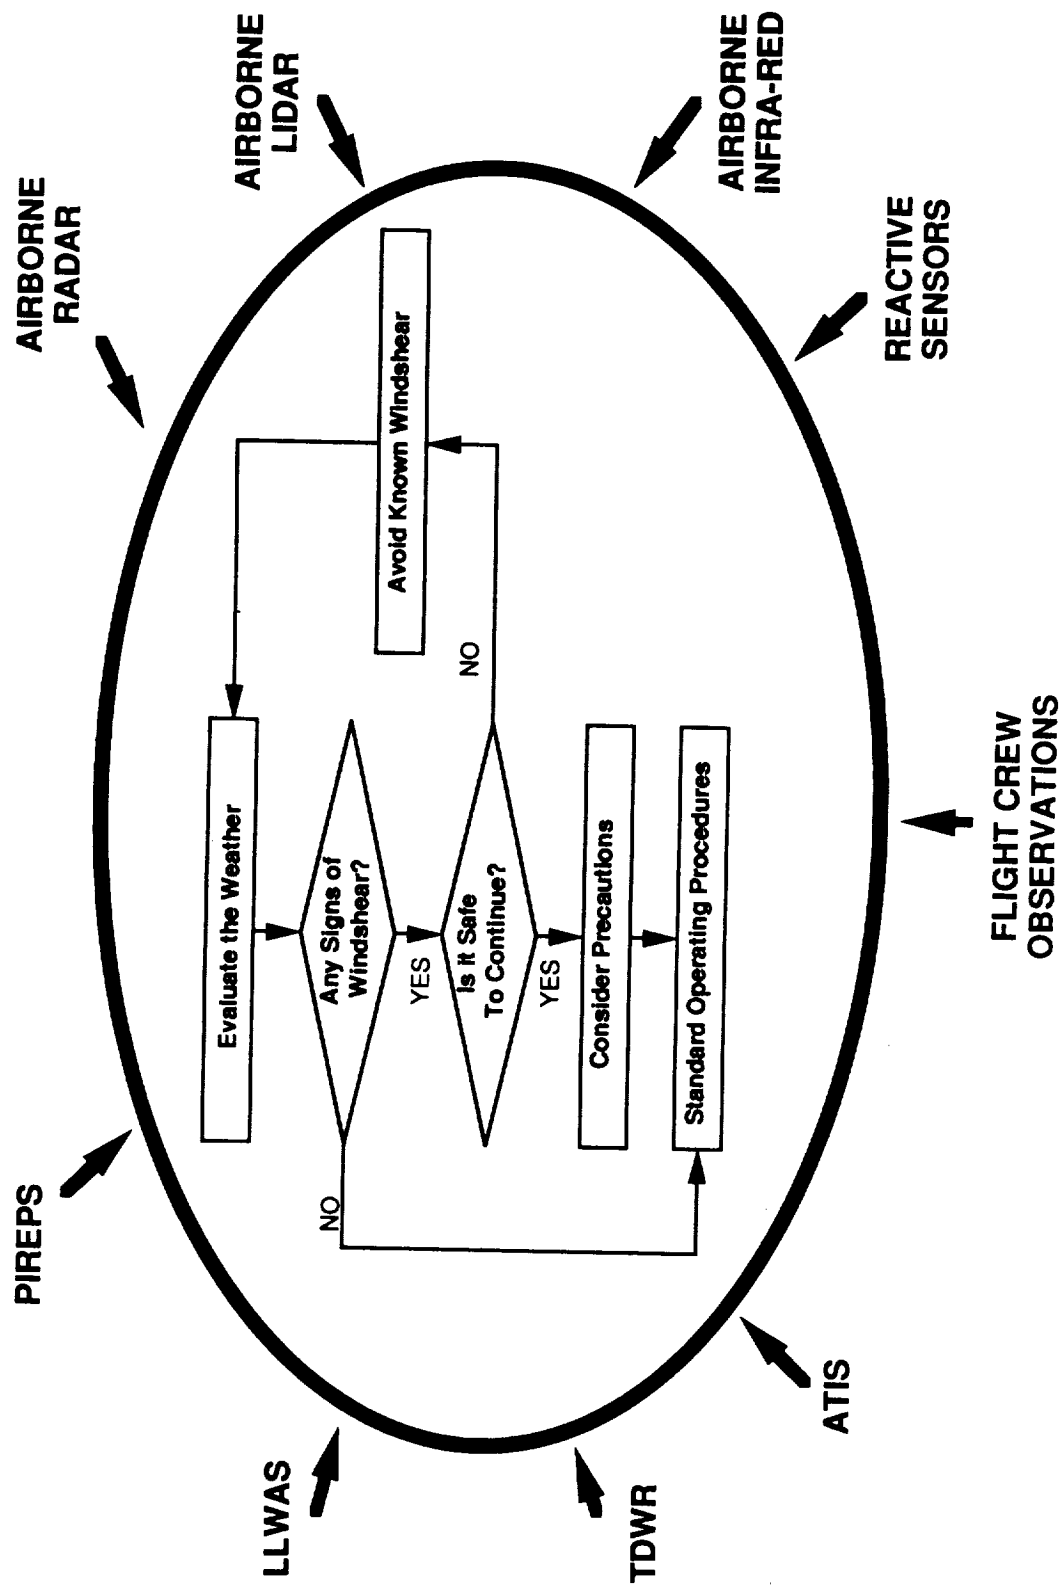 PIREPS
AIRBORNE
RADAR
LLWAS
AIRBORNE
LIDAR
Evaluate the Weather
Any Signs of
Windshear?
NO
YES
Is it Safe
To Continue?
NO
YES
Avoid Known Windshear
Consider Precautions
Standard Operating Procedures
TDWR
AIRBORNE
INFRA-RED
ATIS
REACTIVE
SENSORS
FLIGHT CREW
OBSERVATIONS